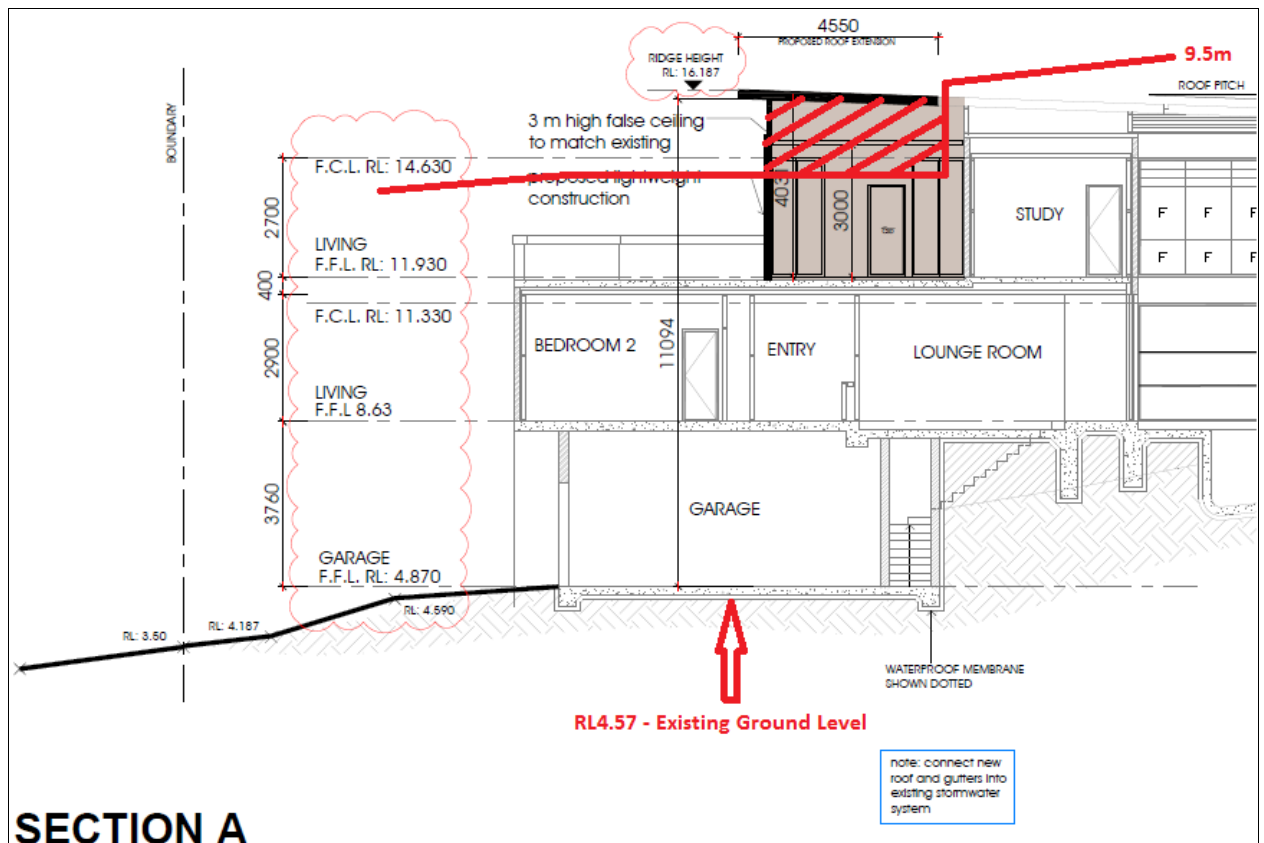 4550
PROPOSED ROOF EXTENSION
9.5m
RIDGE HEIGHT
RL: 16.187
ROOF PITCH
BOUNDARY
3 m high false ceiling
to match existing
proposed lightweight
construction
F.C.L. RL: 14.630
2700
4031
3000
STUDY
F F F
F F F
LIVING
F.F.L. RL: 11.930
400
F.C.L. RL: 11.330
2900
11094
BEDROOM 2
ENTRY
LOUNGE ROOM
LIVING
F.F.L 8.63
3760
GARAGE
GARAGE
F.F.L. RL: 4.870
RL: 4.590
RL: 4.187
RL: 3.50
WATERPROOF MEMBRANE
SHOWN DOTTED
RL4.57 - Existing Ground Level
note: connect new
roof and gutters into
existing stormwater
system
SECTION A